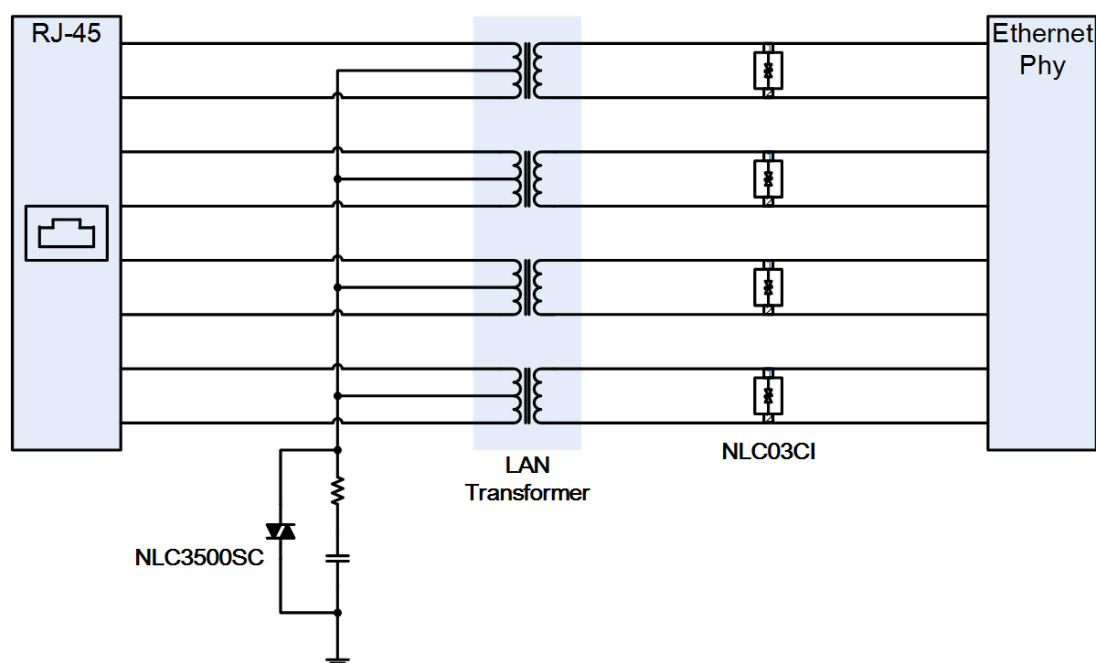 RJ-45
Ethernet
Phy
NLC03CI
LAN
Transformer
NLC3500SC